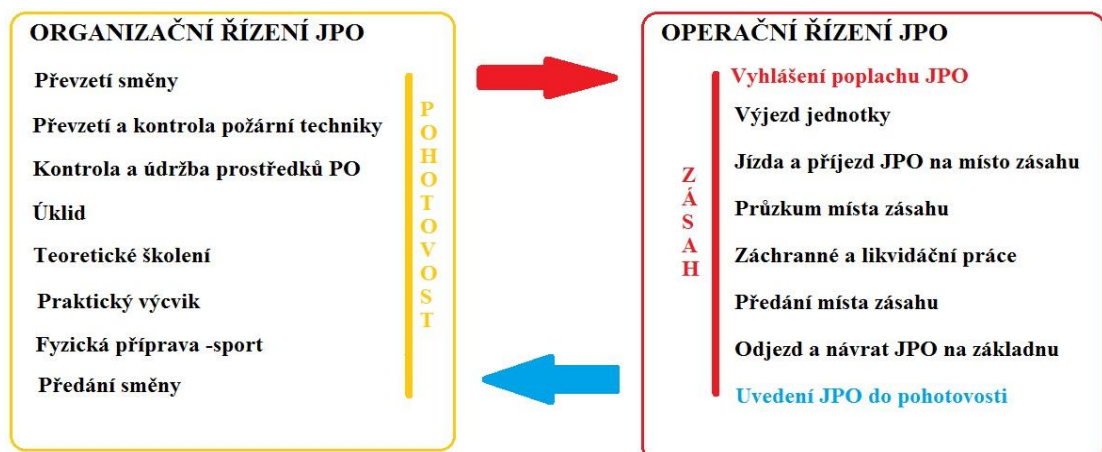 ORGANIZAČNÍ ŘÍZENÍ JPO
Převzetí směny
Převzetí a kontrola požární techniky
Kontrola a údržba prostředků PO
Úklid
Teoretické školení
Praktický výcvik
Fyzická příprava -sport
Předání směny
POHOTOVOST
OPERAČNÍ ŘÍZENÍ JPO
ZÁSAH
Vyhlášení poplachu JPO
Výjezd jednotky
Jízda a příjezd JPO na místo zásahu
Průzkum místa zásahu
Záchranné a likvidáční práce
Předání místa zásahu
Odjezd a návrat JPO na základnu
Uvedení JPO do pohotovosti